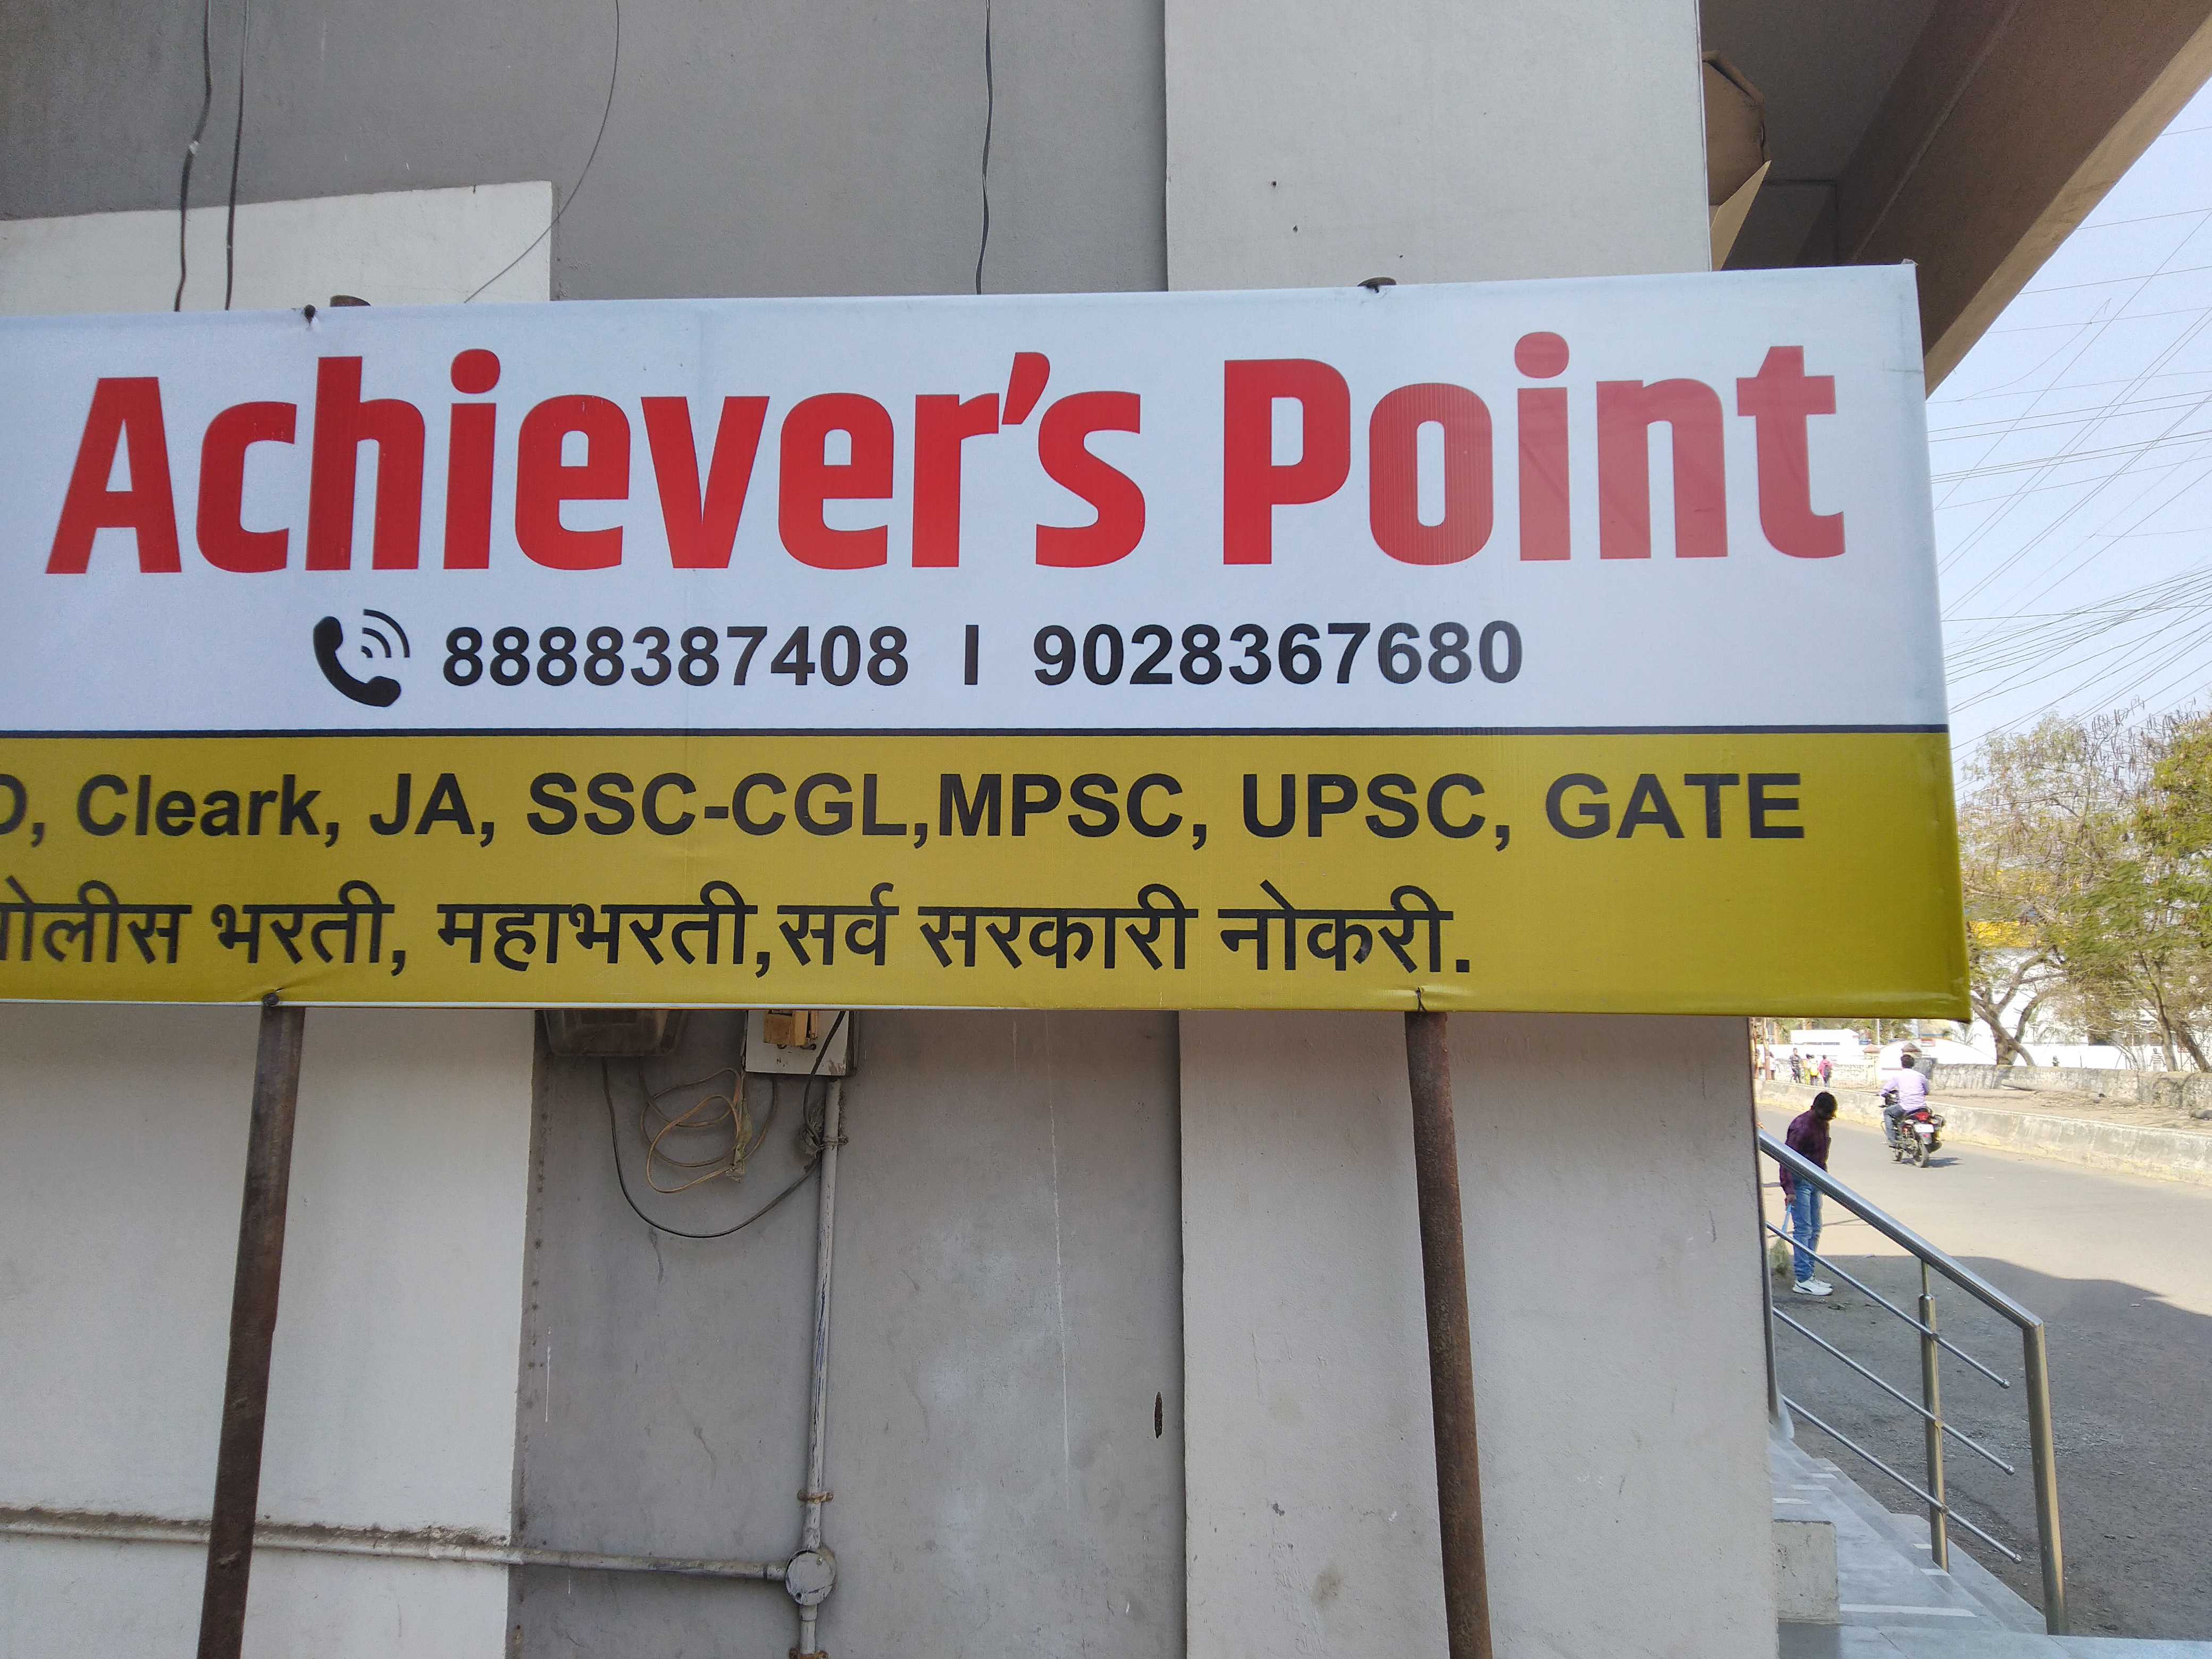 Achiever's Point
8888387408 | 9028367680
Cleark, JA, SSC-CGL,MPSC, UPSC, GATE
पोलीस भरती, महाभरती,सर्व सरकारी नोकरी.